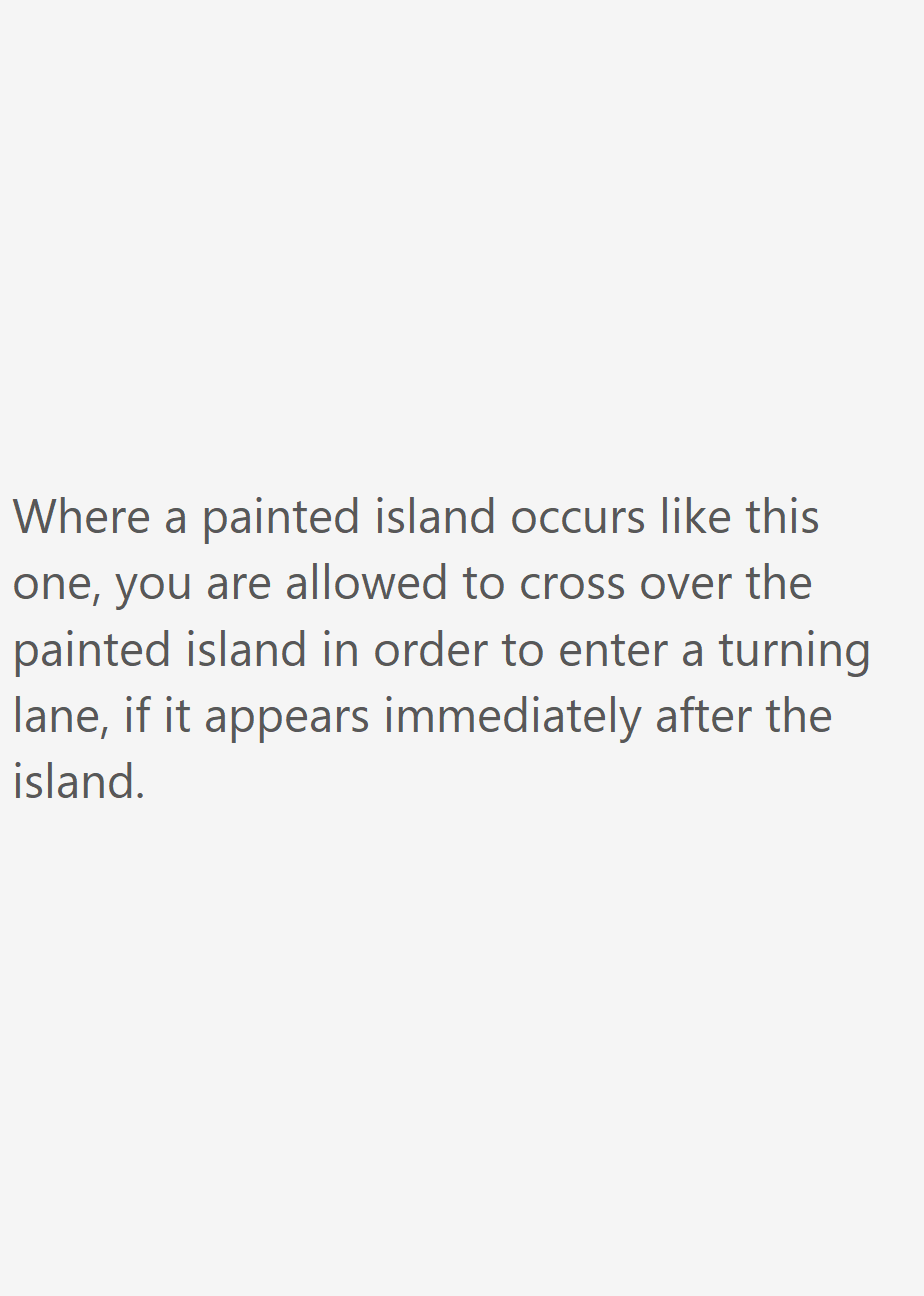 Where a painted island occurs like this
one, you are allowed to cross over the
painted island in order to enter a turning
lane, if it appears immediately after the
island.